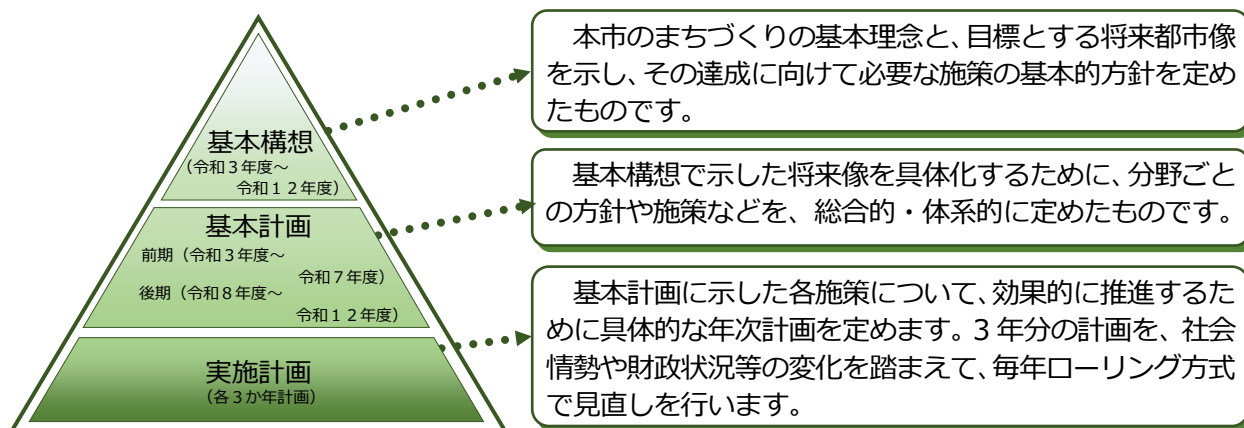 基本構想
（令和３年度～
令和１２年度）
本市のまちづくりの基本理念と、目標とする将来都市像
を示し、その達成に向けて必要な施策の基本的方針を定め
たものです。
基本計画
前期（令和３年度～
令和７年度）
後期（令和８年度～
令和１２年度）
基本構想で示した将来像を具体化するために、分野ごと
の方針や施策などを、総合的・体系的に定めたものです。
実施計画
（各３か年計画）
基本計画に示した各施策について、効果的に推進するた
めに具体的な年次計画を定めます。３年分の計画を、社会
情勢や財政状況等の変化を踏まえて、毎年ローリング方式
で見直しを行います。